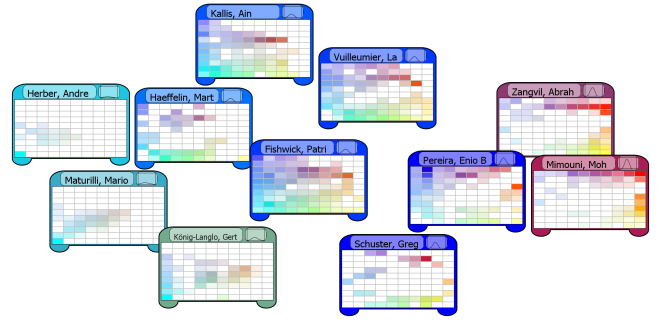 Kallis, Ain
Vuilleumier, La
Herber, Andre
Haeffelin, Mart
Zangvil, Abrah
Fishwick, Patri
Pereira, Enio B
Mimouni, Moh
Maturilli, Mario
König-Langlo, Gert
Schuster, Greg